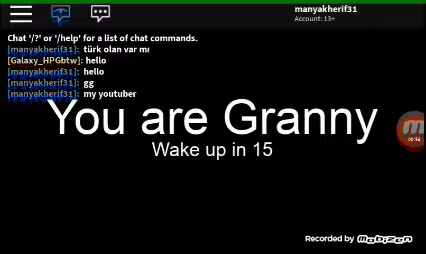 manyakherif31
Account: 13+
Chat '/?' or '/help' for a list of chat commands.
[manyakherif31]: türk olan var mı
[Galaxy_HPGbtw]: hello
[manyakherif31]: hello
[manyakherif31]: gg
[manyakherif31]: my youtuber
You are Granny
Wake up in 15
Recorded by mobizen